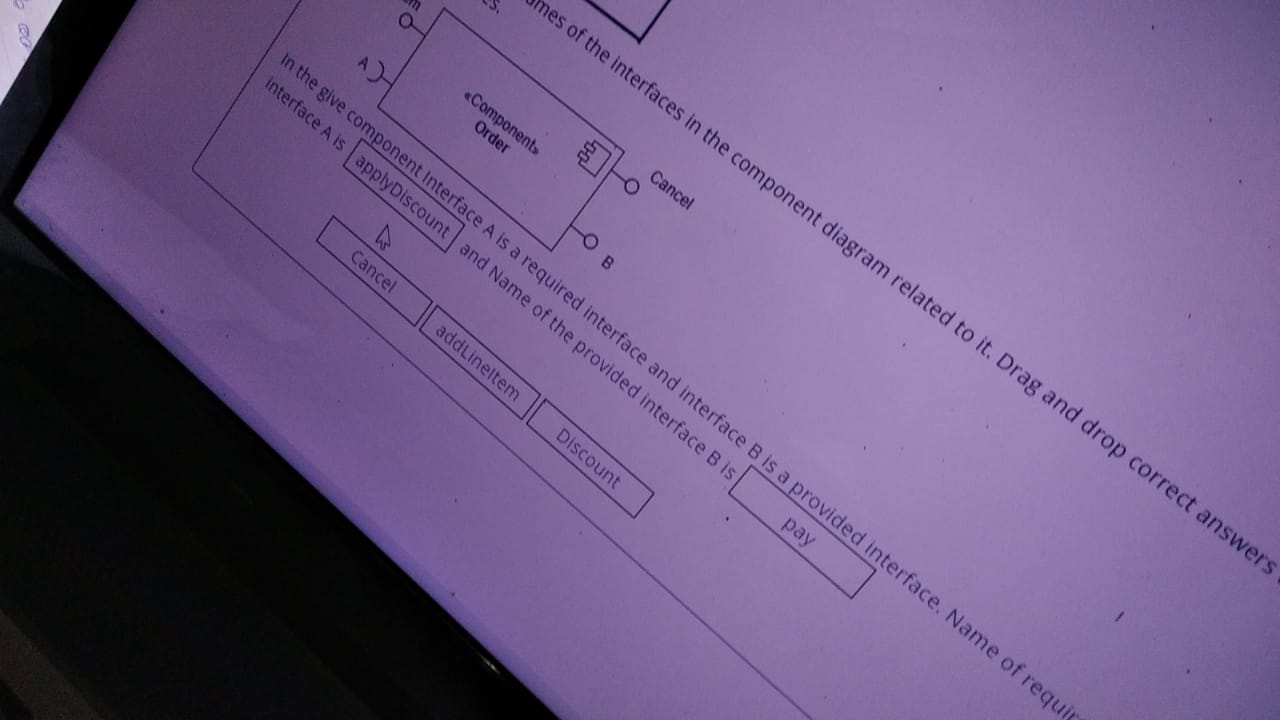 of the interfaces in the component diagram related to it. Drag and drop correct answers
«Component»
Order
A
Cancel
B
In the give component Interface A is a required interface and interface B is a provided interface. Name of
interface A is applyDiscount and Name of the provided interface B is pay
Cancel addLineItem Discount